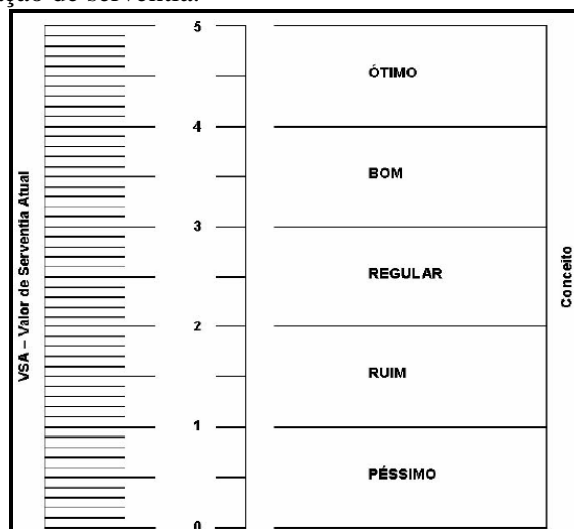 ção de serventia.
5
ÓTIMO
4
BOM
3
REGULAR
2
RUIM
1
PÉSSIMO
0
VSA – Valor de Serventia Atual
Conceito